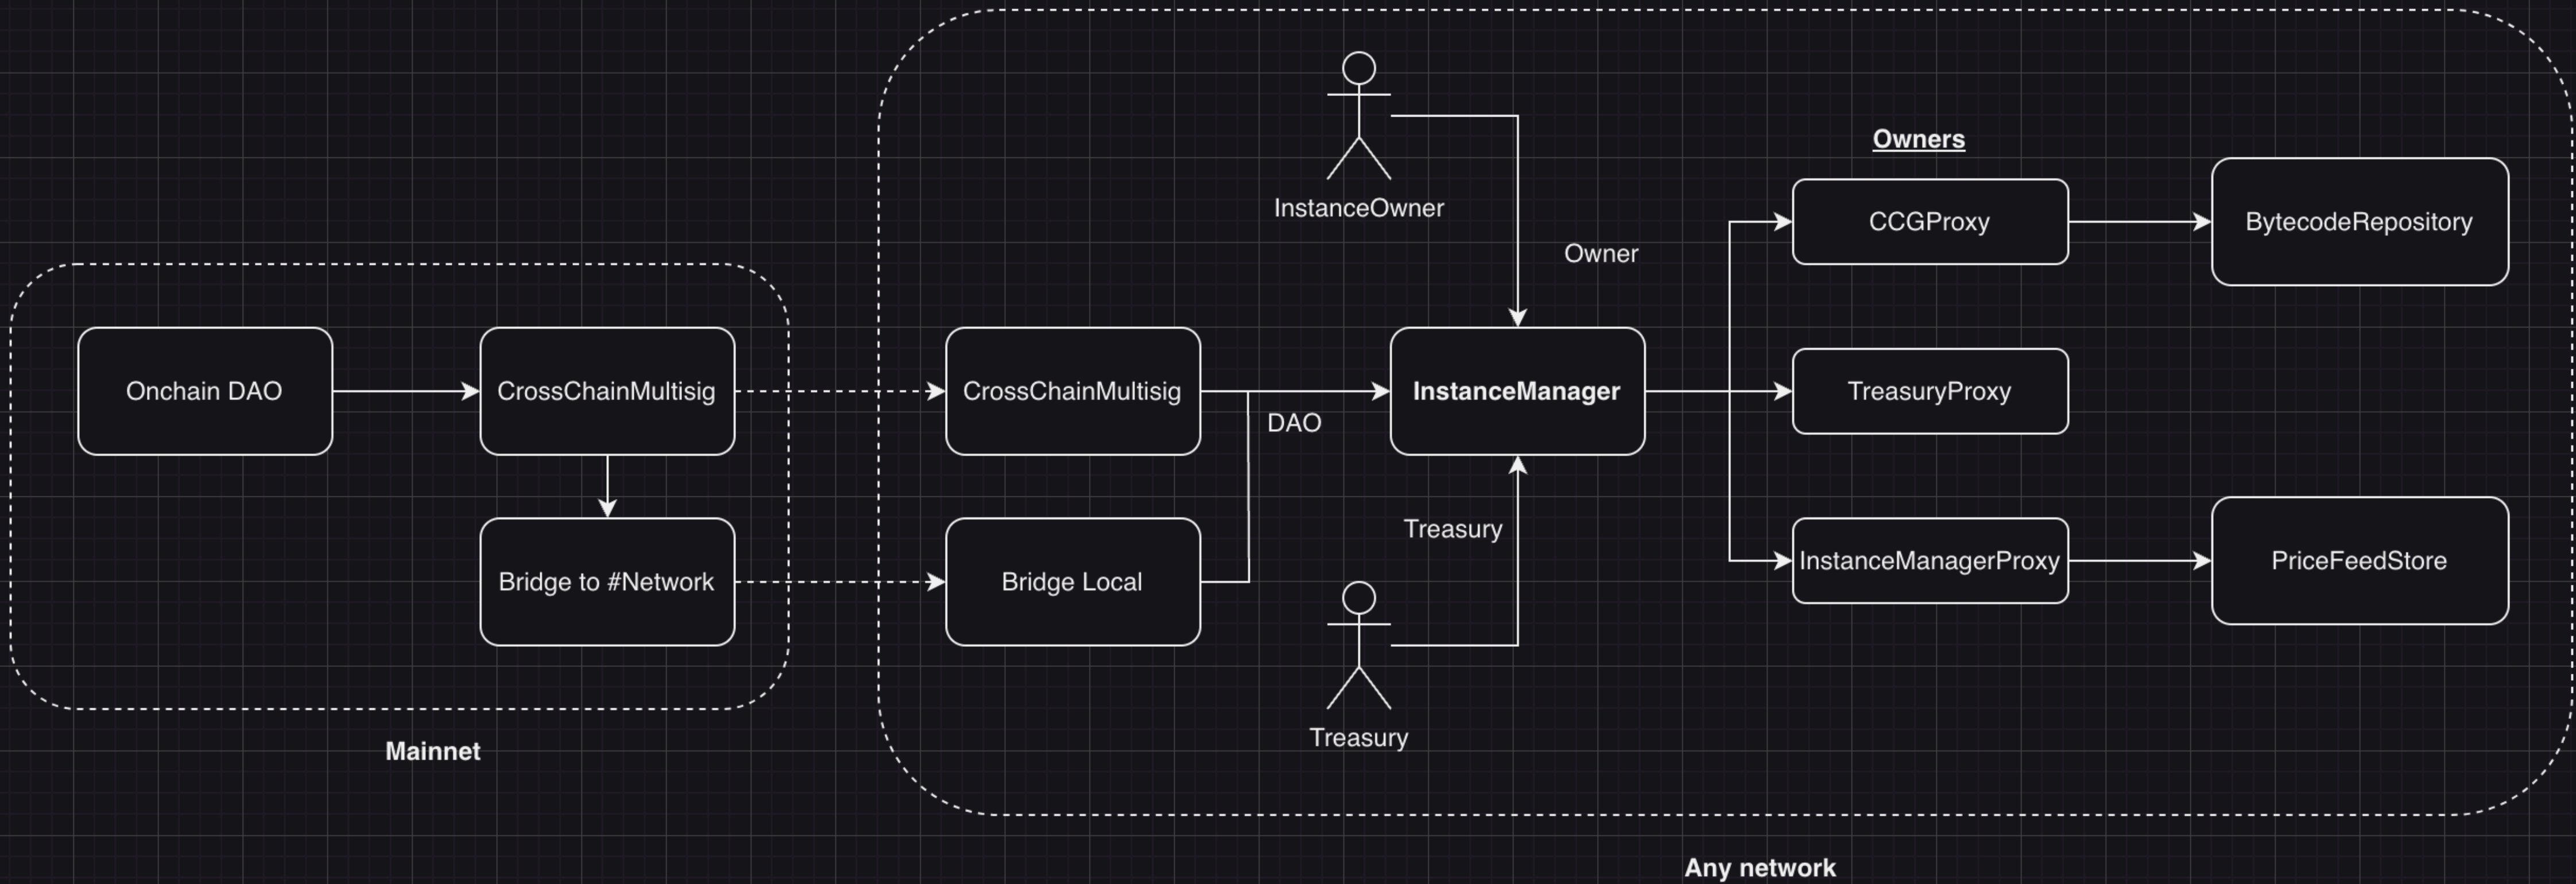 InstanceOwner
Owner
Owners
CCGProxy
BytecodeRepository
Onchain DAO
CrossChainMultisig
CrossChainMultisig
DAO
InstanceManager
TreasuryProxy
Bridge to #Network
Bridge Local
Treasury
InstanceManagerProxy
PriceFeedStore
Treasury
Mainnet
Any network